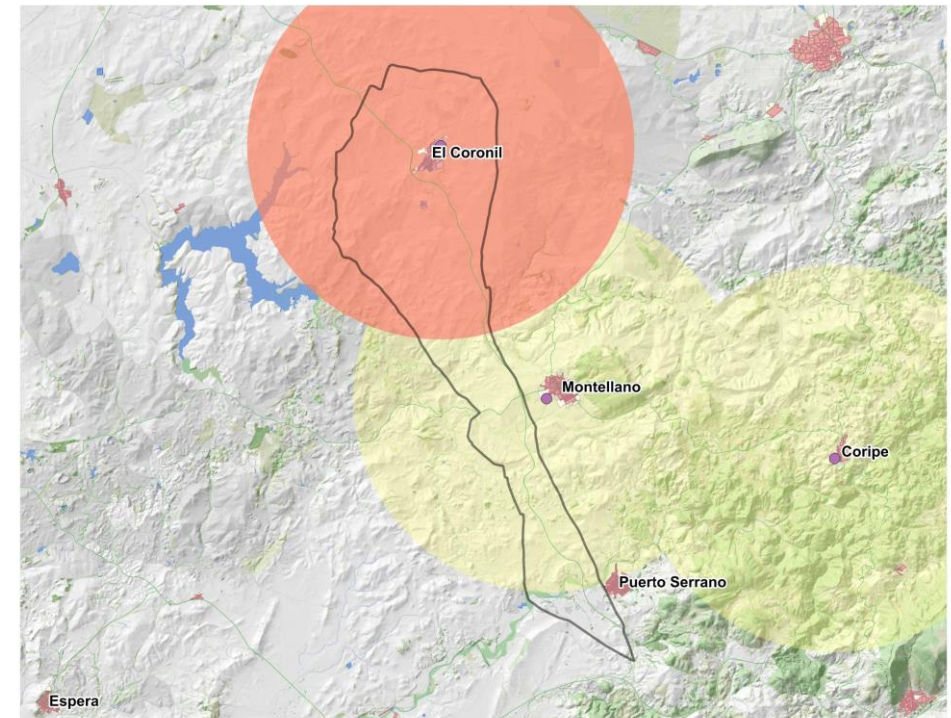 El Coronil
Montellano
Coripe
Puerto Serrano
Espera